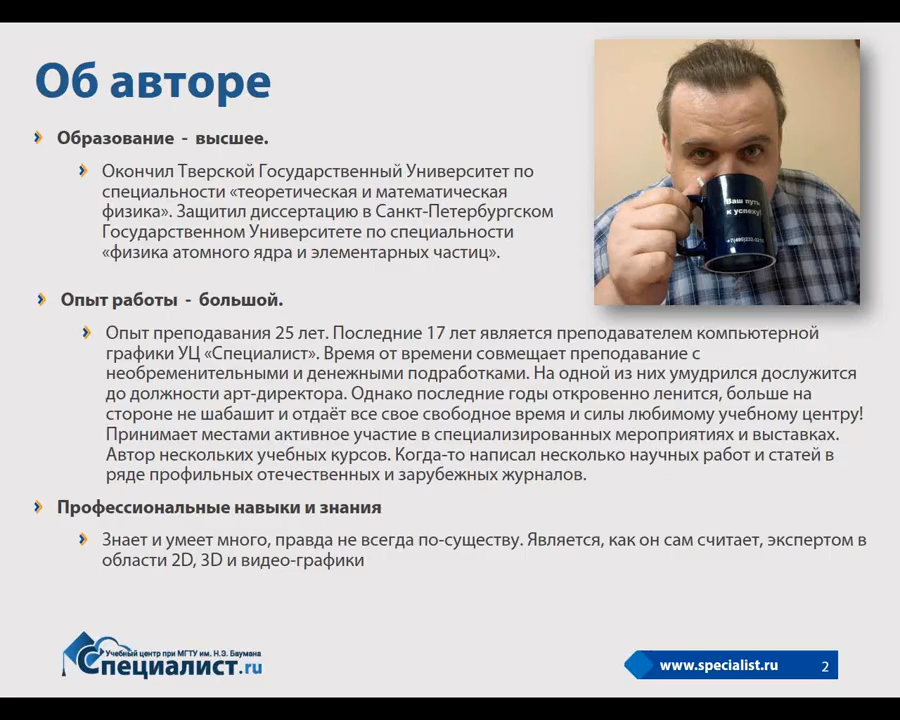 Об авторе
Образование - высшее.
Окончил Тверской Государственный Университет по
специальности «теоретическая и математическая
физика». Защитил диссертацию в Санкт-Петербургском
Государственном Университете по специальности
«физика атомного ядра и элементарных частиц».
Ваш путь
к успеху!
Опыт работы - большой.
Опыт преподавания 25 лет. Последние 17 лет является преподавателем компьютерной
графики УЦ «Специалист». Время от времени совмещает преподавание с
необременительными и денежными подработками. На одной из них умудрился дослужится
до должности арт-директора. Однако последние годы откровенно ленится, больше на
стороне не шабашит и отдаёт все свое свободное время и силы любимому учебному центру!
Принимает местами активное участие в специализированных мероприятиях и выставках.
Автор нескольких учебных курсов. Когда-то написал несколько научных работ и статей в
ряде профильных отечественных и зарубежных журналов.
Профессиональные навыки и знания
Знает и умеет много, правда не всегда по-существу. Является, как он сам считает, экспертом в
области 2D, 3D и видео-графики
Учебный центр при МГТУ им. Н.Э. Баумана
Специалист.ru
www.specialist.ru
2